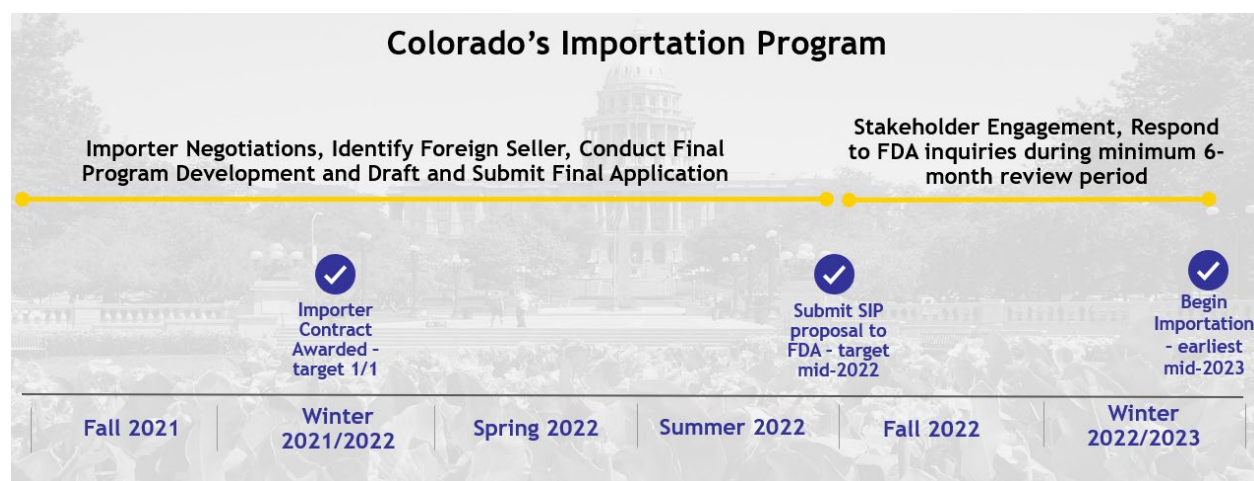 Colorado's Importation Program
Importer Negotiations, Identify Foreign Seller, Conduct Final
Program Development and Draft and Submit Final Application
Stakeholder Engagement, Respond
to FDA inquiries during minimum 6-
month review period
Importer
Contract
Awarded –
target 1/1
Submit SIP
proposal to
FDA – target
mid-2022
Begin
Importation
– earliest
mid-2023
Fall 2021
Winter
2021/2022
Spring 2022
Summer 2022
Fall 2022
Winter
2022/2023